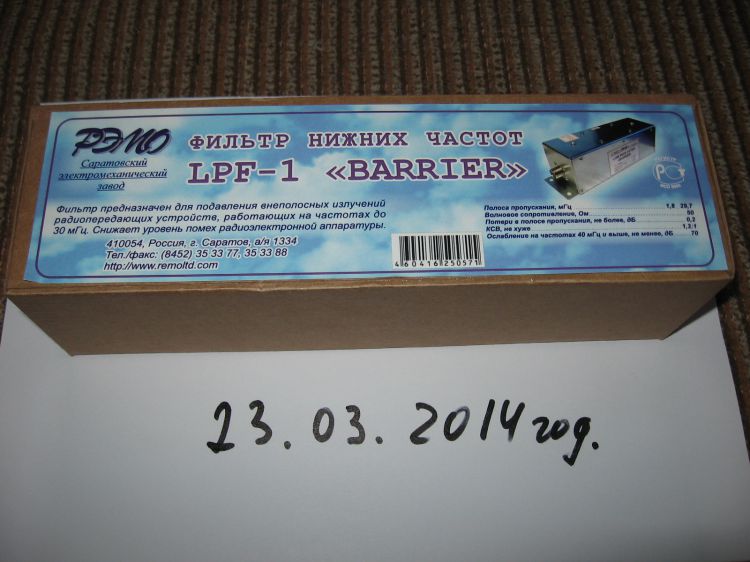 РЭМО
Саратовский
электромеханический
завод
ФИЛЬТР НИЖНИХ ЧАСТОТ
LPF-1 «BARRIER»
Фильтр предназначен для подавления внеполосных излучений
радиопередающих устройств, работающих на частотах до
30 мГц. Снижает уровень помех радиоэлектронной аппаратуры.
410054, Россия, г. Саратов, а/я 1334
Тел./факс: (8452) 35 33 77, 35 33 88
http://www.remoltd.com
4 604162 50571
Полоса пропускания, мГц 1,8 29,7
Волновое сопротивление, Ом 50
Потери в полосе пропускания, не более, дБ 0,2
КСВ, не хуже 1,2:1
Ослабление на частотах 40 мГц и выше, не менее, дБ 70
23.03.2014 год.